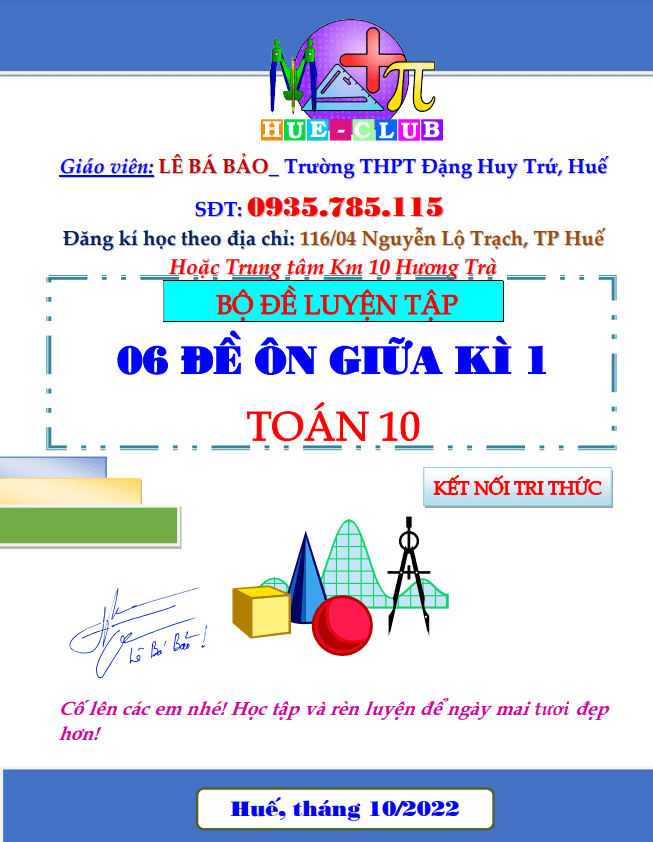 HUE-CLUB
Giáo viên: LÊ BÁ BẢO_ Trường THPT Đặng Huy Trứ, Huế
SĐT: 0935.785.115
Đăng kí học theo địa chỉ: 116/04 Nguyễn Lộ Trạch, TP Huế
Hoặc Trung tâm Km 10 Hương Trà
BỘ ĐỀ LUYỆN TẬP
06 ĐỀ ÔN GIỮA KÌ 1
TOÁN 10
KẾT NỐI TRI THỨC
Lê Bá Bảo!
Cố lên các em nhé! Học tập và rèn luyện để ngày mai tươi đẹp
hơn!
Huế, tháng 10/2022